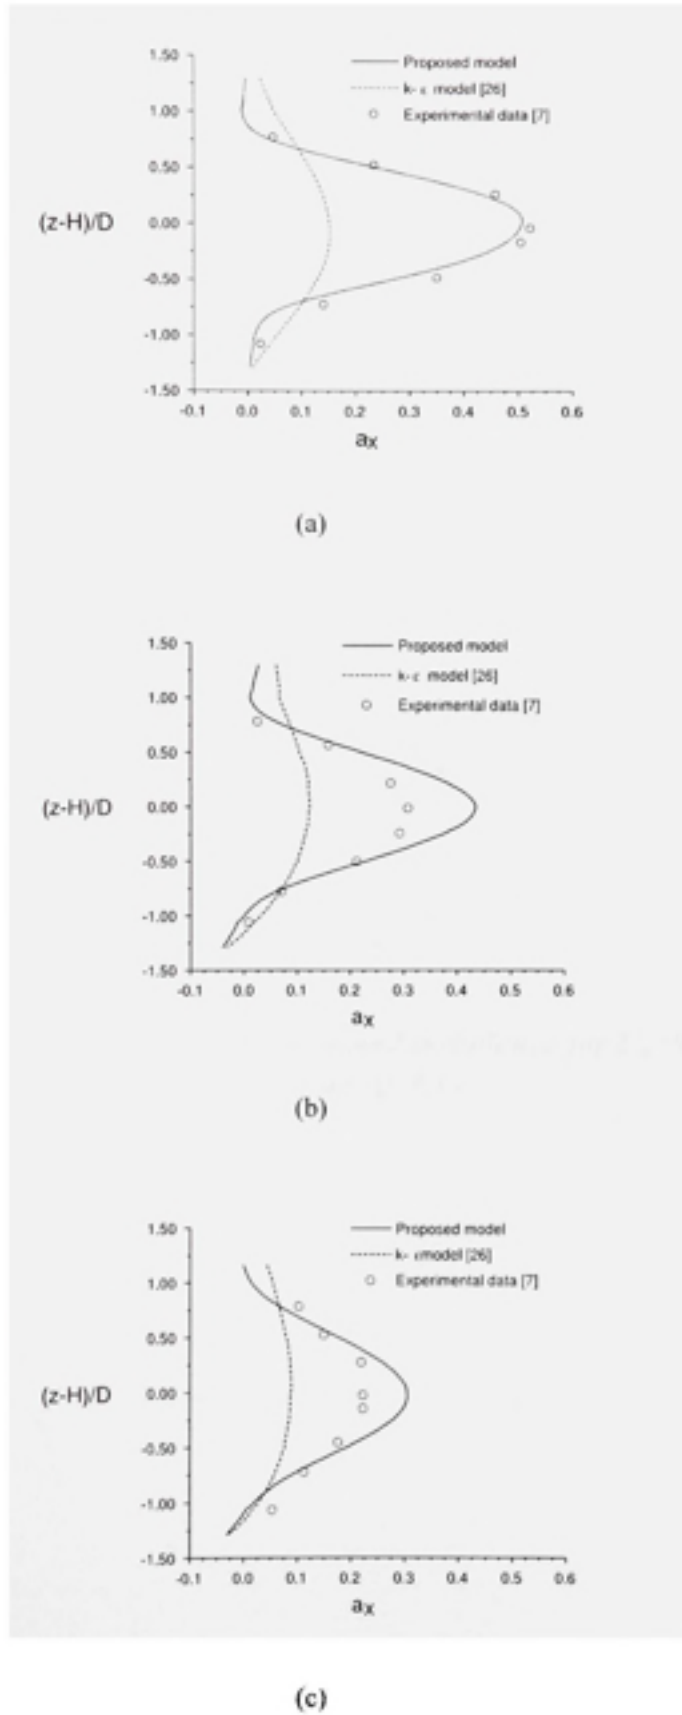 1.50
Proposed model
k- ε model [26]
1.00
Experimental data [7]
0.50
(z-H)/D
0.00
-0.50
-1.00
-1.50
-0.1 0.0 0.1 0.2 0.3 0.4 0.5 0.6
ax
(a)
1.50
Proposed model
k- ε model [26]
1.00
Experimental data [7]
0.50
(z-H)/D
0.00
-0.50
-1.00
-1.50
-0.1 0.0 0.1 0.2 0.3 0.4 0.6
ax
(b)
1.50
Proposed model
k- ε model [26]
1.00
Experimental data [7]
0.50
(z-H)/D
0.00
-0.50
-1.00
-1.50
-0.1 0.0 0.1 0.2 0.3 0.4 0.5 0.6
ax
(c)